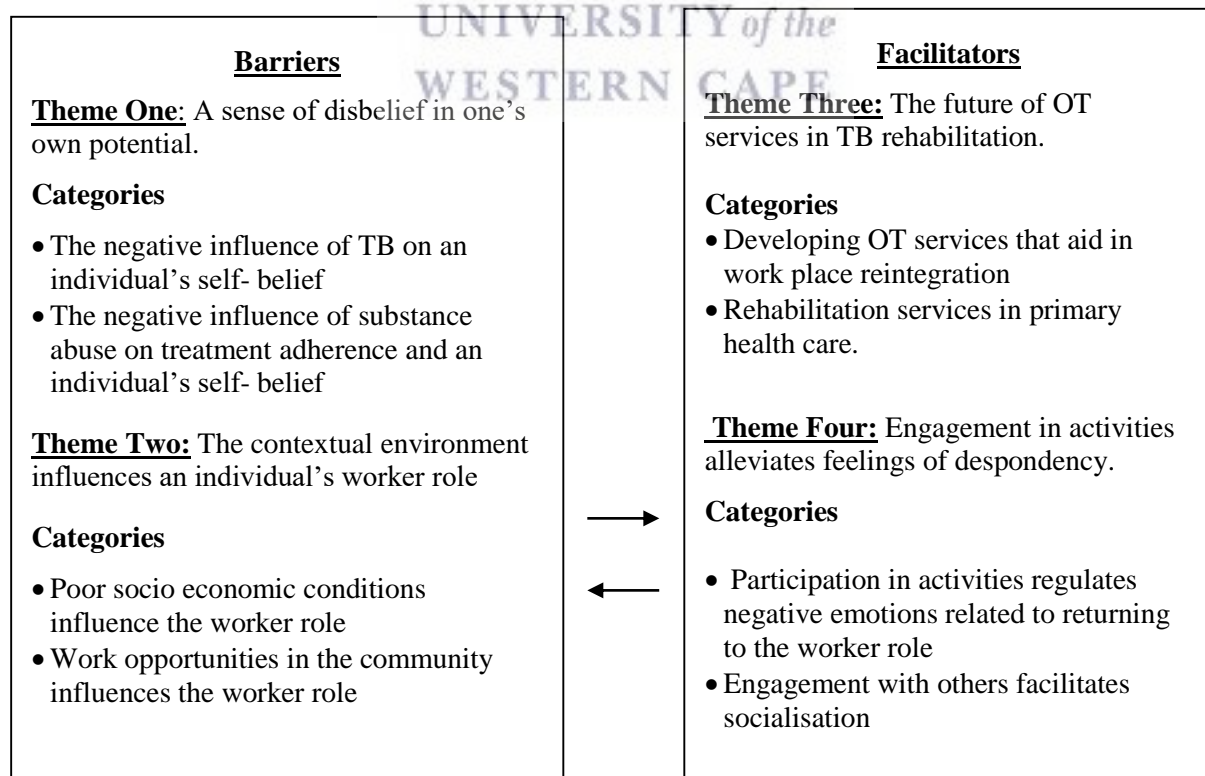 UNIVERSITY of the
WESTERN CAPE
Barriers
Theme One: A sense of disbelief in one's
own potential.
Categories
• The negative influence of TB on an
individual's self- belief
• The negative influence of substance
abuse on treatment adherence and an
individual's self- belief
Theme Two: The contextual environment
influences an individual's worker role
Categories
• Poor socio economic conditions
influence the worker role
• Work opportunities in the community
influences the worker role
Facilitators
Theme Three: The future of OT
services in TB rehabilitation.
Categories
• Developing OT services that aid in
work place reintegration
• Rehabilitation services in primary
health care.
Theme Four: Engagement in activities
alleviates feelings of despondency.
Categories
• Participation in activities regulates
negative emotions related to returning
to the worker role
• Engagement with others facilitates
socialisation